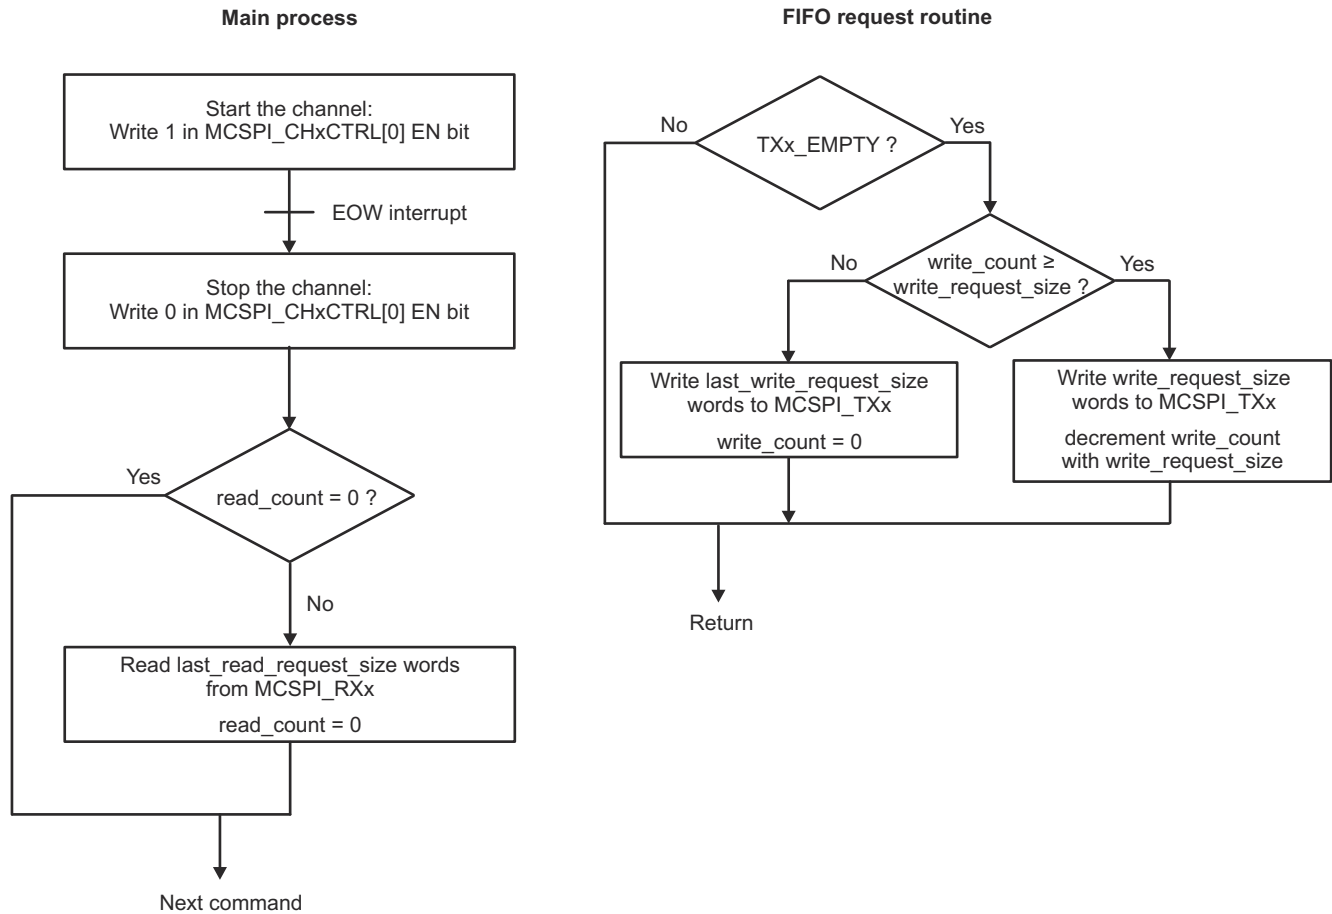 Main process
Start the channel:
Write 1 in MCSPI_CHxCTRL[0] EN bit
EOW interrupt
Stop the channel:
Write 0 in MCSPI_CHxCTRL[0] EN bit
Yes
read_count = 0 ?
No
Read last_read_request_size words
from MCSPI_RXx
read_count = 0
Next command
FIFO request routine
No
TXx_EMPTY ?
Yes
No
write_count ≥
write_request_size ?
Yes
Write last_write_request_size
words to MCSPI_TXx
write_count = 0
Write write_request_size
words to MCSPI_TXx
decrement write_count
with write_request_size
Return